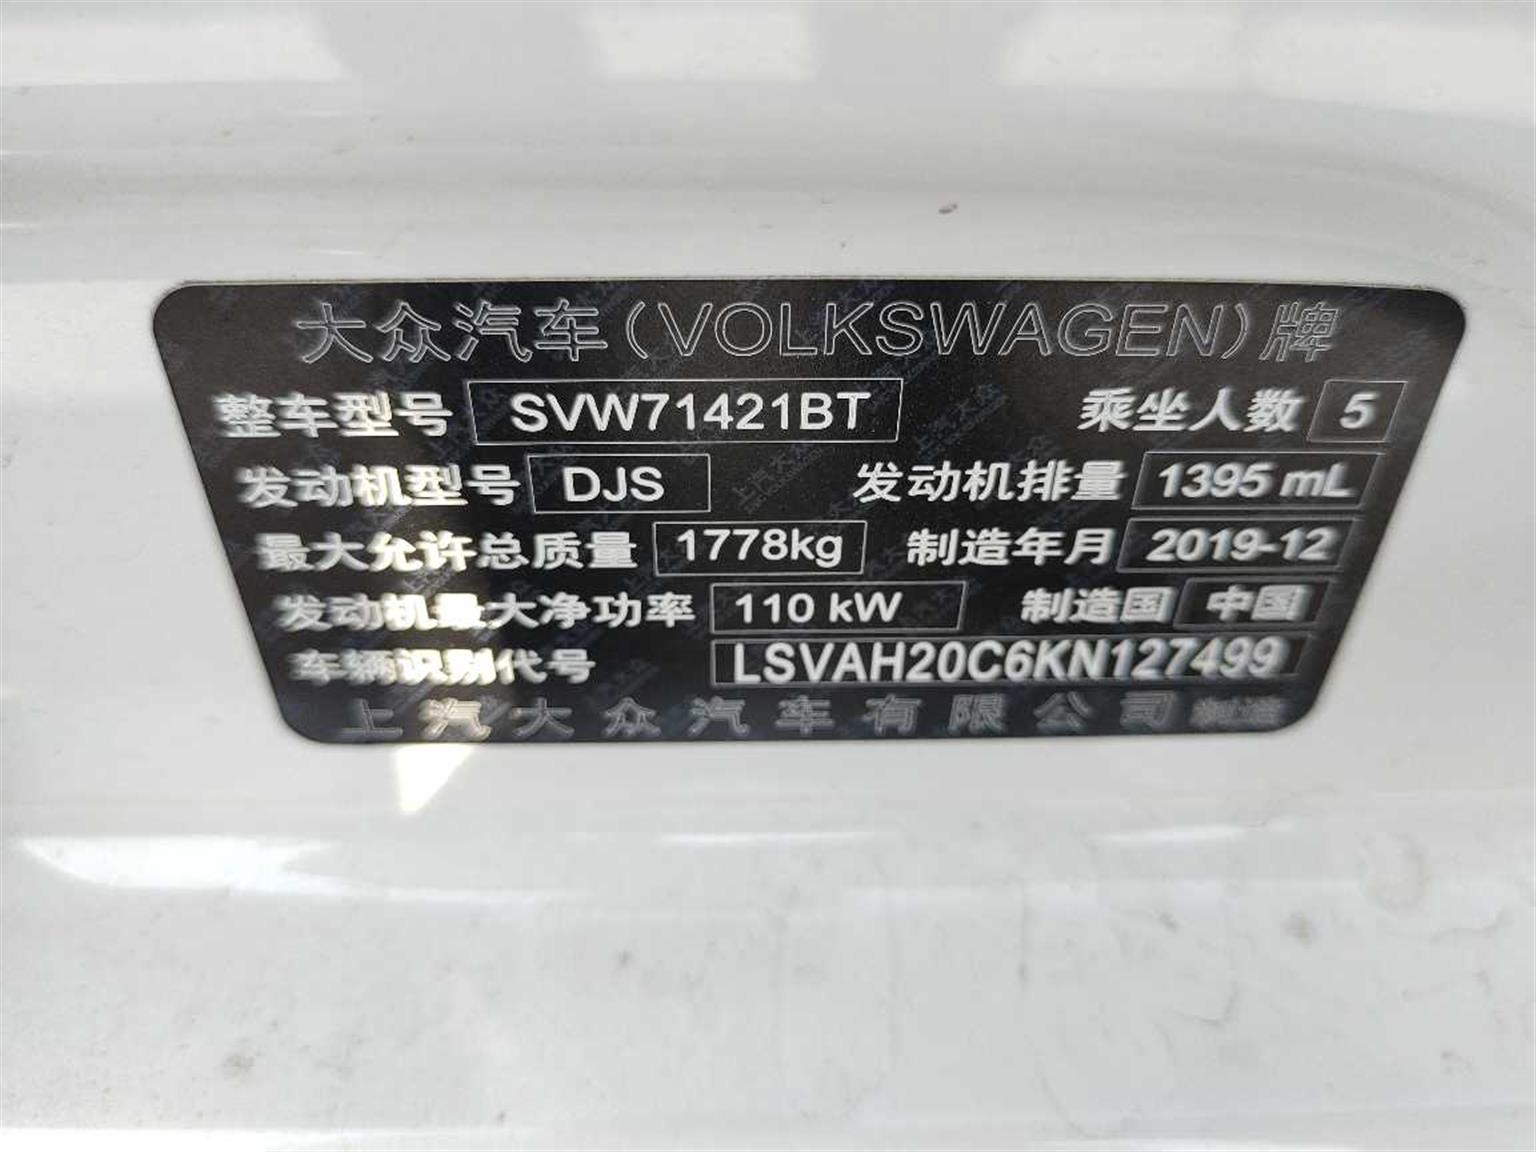 大众汽车(VOLKSWAGEN)牌
整车型号 SVW71421BT 乘坐人数 5
发动机型号 DJS 发动机排量 1395 mL
最大允许总质量 1778kg 制造年月 2019-12
发动机最大净功率 110 kW 制造国 中国
车辆识别代号 LSVAH20C6KN127499
上汽大众汽车有限公司 制造